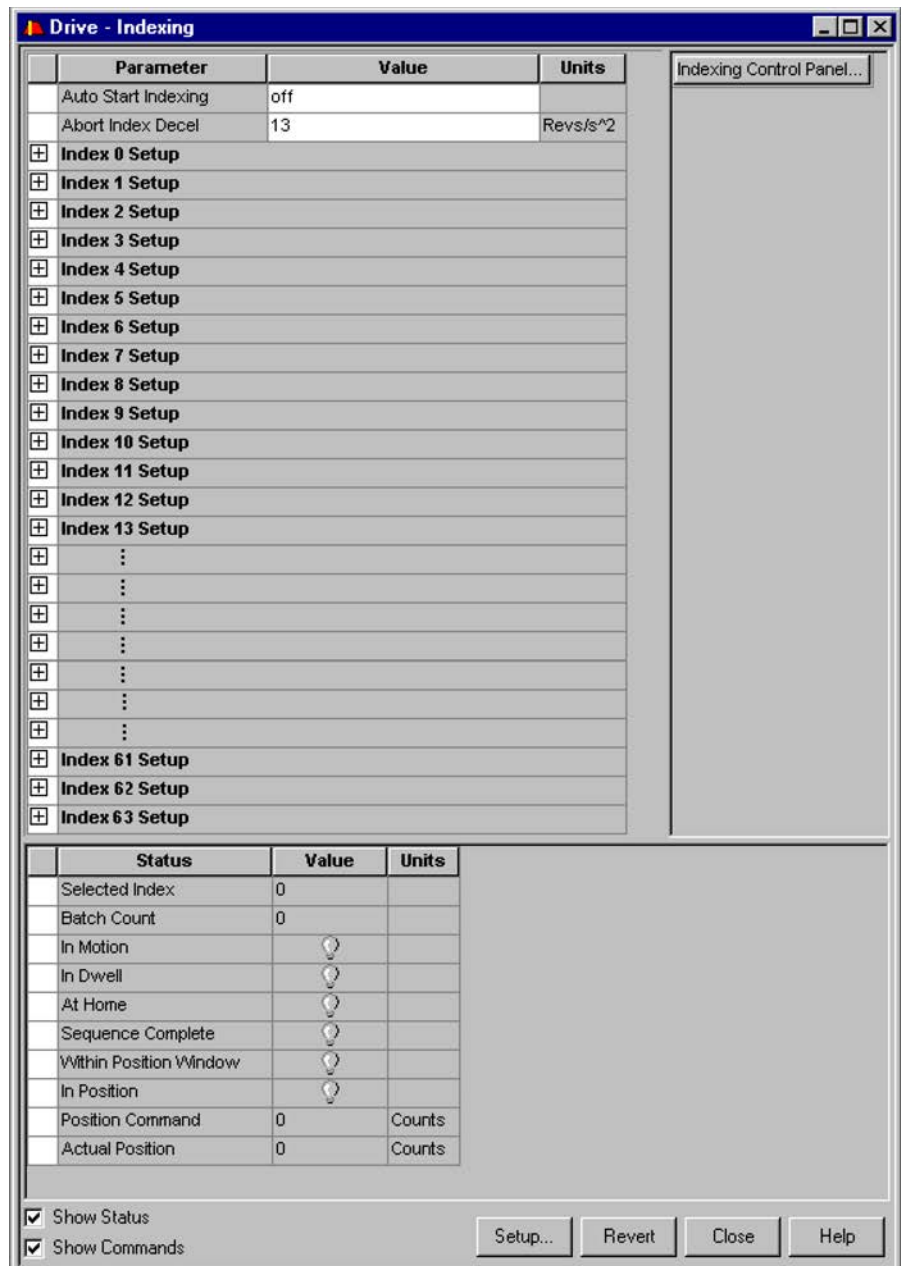 Drive - Indexing
Parameter Value Units
Indexing Control Panel...
Auto Start Indexing off
Abort Index Decel 13 Revs/s^2
Index 0 Setup
Index 1 Setup
Index 2 Setup
Index 3 Setup
Index 4 Setup
Index 5 Setup
Index 6 Setup
Index 7 Setup
Index 8 Setup
Index 9 Setup
Index 10 Setup
Index 11 Setup
Index 12 Setup
Index 13 Setup
⋮
⋮
⋮
⋮
⋮
⋮
⋮
Index 61 Setup
Index 62 Setup
Index 63 Setup
Status Value Units
Selected Index 0
Batch Count 0
In Motion
In Dwell
At Home
Sequence Complete
Within Position Window
In Position
Position Command 0 Counts
Actual Position 0 Counts
Show Status
Show Commands
Setup... Revert Close Help